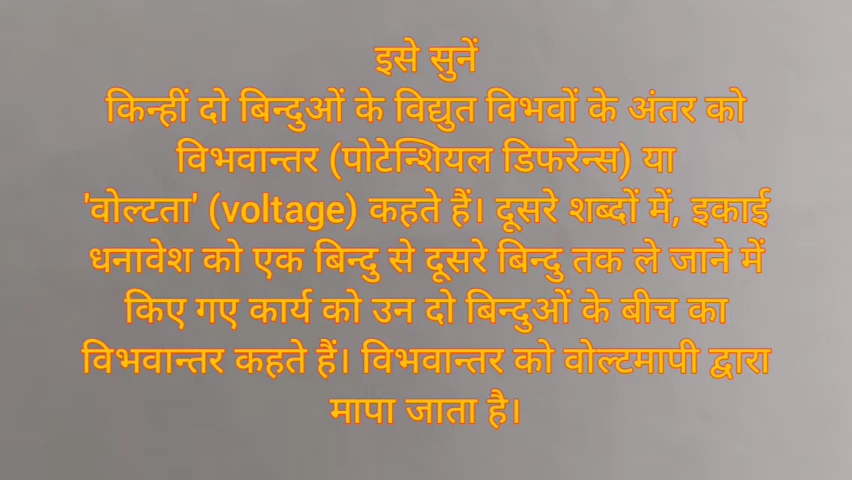 इसे सुनें
किन्हीं दो बिन्दुओं के विद्युत विभवों के अंतर को
विभवान्तर (पोटेन्शियल डिफरेन्स) या
'वोल्टता' (voltage) कहते हैं। दूसरे शब्दों में, इकाई
धनावेश को एक बिन्दु से दूसरे बिन्दु तक ले जाने में
किए गए कार्य को उन दो बिन्दुओं के बीच का
विभवान्तर कहते हैं। विभवान्तर को वोल्टमापी द्वारा
मापा जाता है।